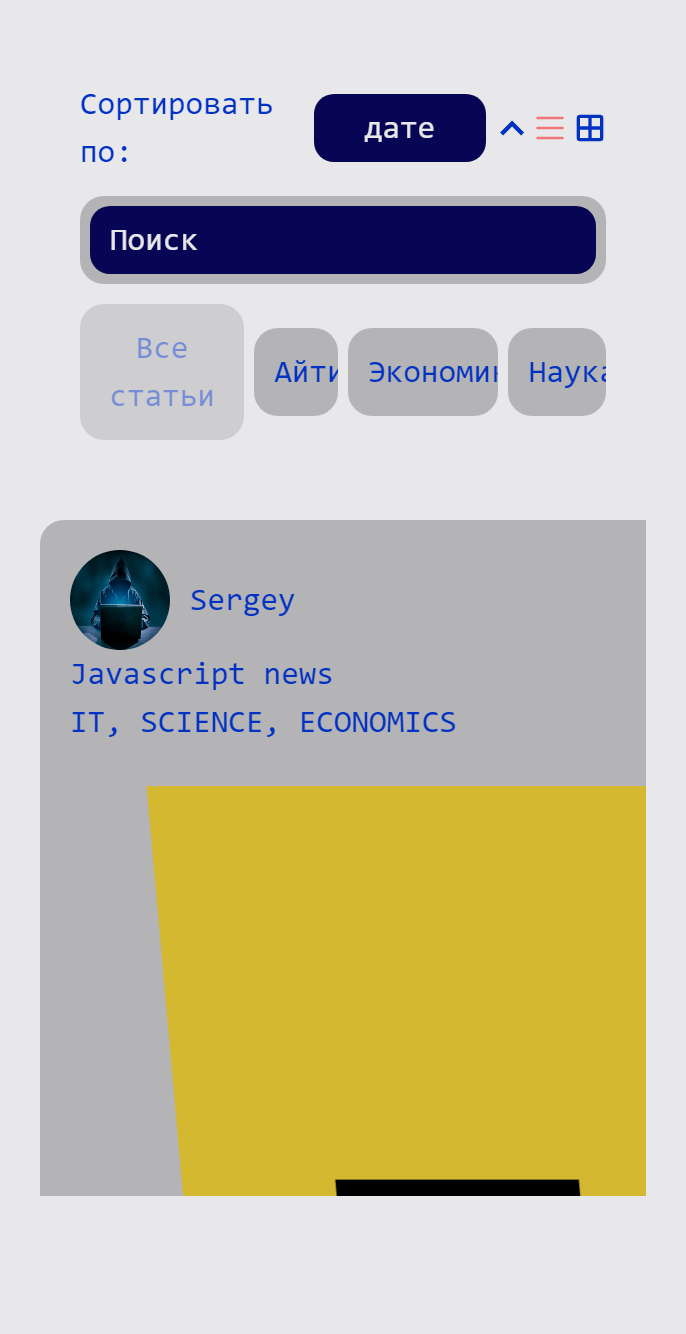 Сортировать
по:
дате
Поиск
Все
статьи
Айти
Экономик
Наука
Sergey
Javascript news
IT, SCIENCE, ECONOMICS